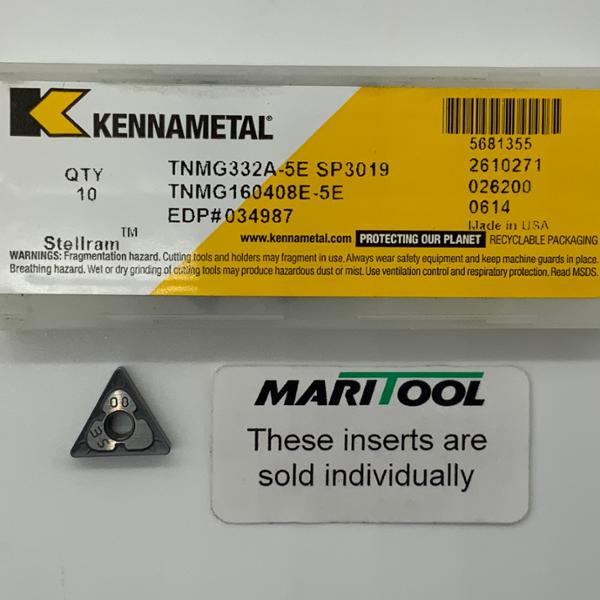 KENNAMETAL®
QTY
10
TNMG332A-5E SP3019
TNMG160408E-5E
EDP#034987
5681355
2610271
026200
0614
Made in USA
Stellram™
www.kennametal.com PROTECTING OUR PLANET RECYCLABLE PACKAGING
WARNINGS: Fragmentation hazard. Cutting tools and holders may fragment in use. Always wear safety equipment and keep machine guards in place.
Breathing hazard. Wet or dry grinding of cutting tools may produce hazardous dust or mist. Use ventilation control and respiratory protection. Read MSDS.
08
5E
MARITOOL
These inserts are
sold individually